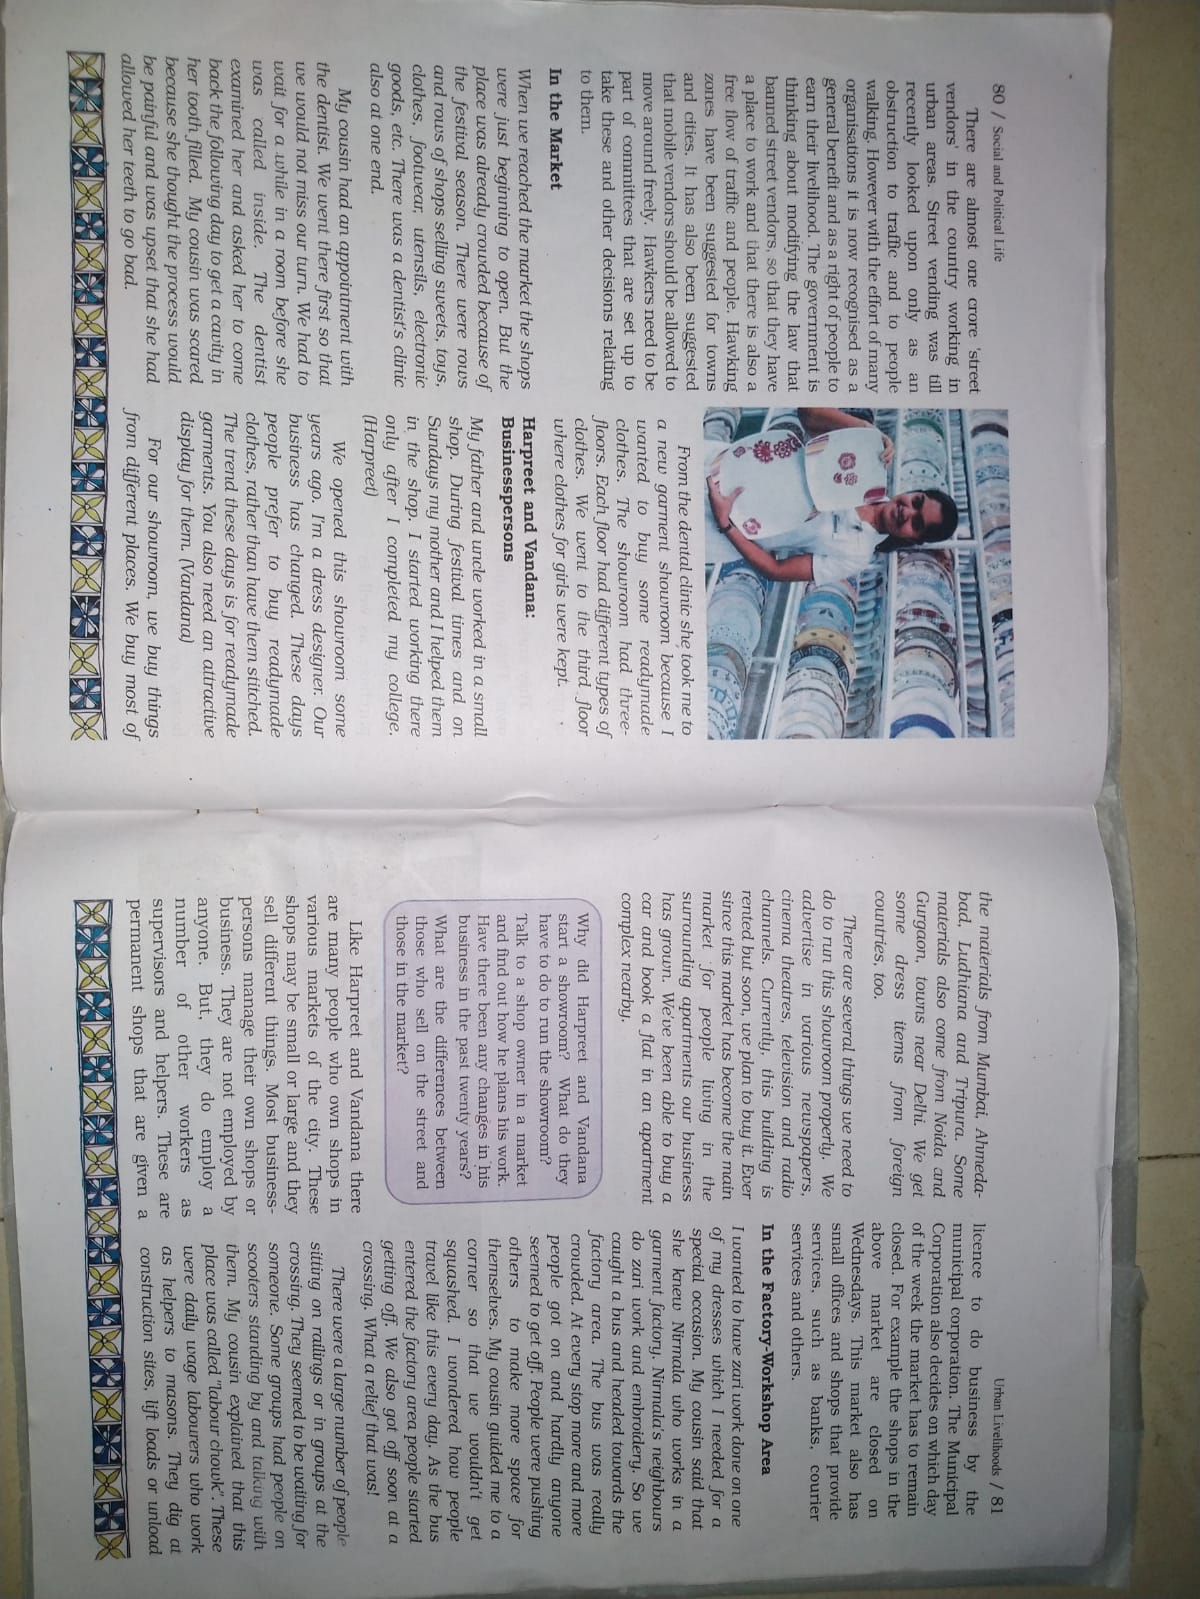 80 / Social and Political Life
There are almost one crore 'street
vendors' in the country working in
urban areas. Street vending was till
recently looked upon only as an
obstruction to traffic and to people
walking. However with the effort of many
organisations it is now recognised as a
general benefit and as a right of people to
earn their livelihood. The government is
thinking about modifying the law that
banned street vendors, so that they have
a place to work and that there is also a
free flow of traffic and people. Hawking
zones have been suggested for towns
and cities. It has also been suggested
that mobile vendors should be allowed to
move around freely. Hawkers need to be
part of committees that are set up to
take these and other decisions relating
to them.
In the Market
When we reached the market the shops
were just beginning to open. But the
place was already crowded because of
the festival season. There were rows
and rows of shops selling sweets, toys,
clothes, footwear, utensils, electronic
goods, etc. There was a dentist's clinic
also at one end.
My cousin had an appointment with
the dentist. We went there first so that
we would not miss our turn. We had to
wait for a while in a room before she
was called inside. The dentist
examined her and asked her to come
back the following day to get a cavity in
her tooth filled. My cousin was scared
because she thought the process would
be painful and was upset that she had
allowed her teeth to go bad.
From the dental clinic she took me to
a new garment showroom because I
wanted to buy some readymade
clothes. The showroom had three-
floors. Each floor had different types of
clothes. We went to the third floor
where clothes for girls were kept.
Harpreet and Vandana:
Businesspersons
My father and uncle worked in a small
shop. During festival times and on
Sundays my mother and I helped them
in the shop. I started working there
only after I completed my college.
(Harpreet)
We opened this showroom some
years ago. I'm a dress designer. Our
business has changed. These days
people prefer to buy readymade
clothes, rather than have them stitched.
The trend these days is for readymade
garments. You also need an attractive
display for them. (Vandana)
For our showroom, we buy things
from different places. We buy most of
Urban Livelihoods / 81
the materials from Mumbai, Ahmeda-
bad, Ludhiana and Tripura. Some
materials also come from Noida and
Gurgaon, towns near Delhi. We get
some dress items from foreign
countries, too.
There are several things we need to
do to run this showroom properly. We
advertise in various newspapers,
cinema theatres, television and radio
channels. Currently, this building is
rented but soon, we plan to buy it. Ever
since this market has become the main
market for people living in the
surrounding apartments our business
has grown. We've been able to buy a
car and book a flat in an apartment
complex nearby.
Why did Harpreet and Vandana
start a showroom? What do they
have to do to run the showroom?
Talk to a shop owner in a market
and find out how he plans his work.
Have there been any changes in his
business in the past twenty years?
What are the differences between
those who sell on the street and
those in the market?
Like Harpreet and Vandana there
are many people who own shops in
various markets of the city. These
shops may be small or large and they
sell different things. Most business-
persons manage their own shops or
business. They are not employed by
anyone. But, they do employ a
number of other workers as
supervisors and helpers. These are
permanent shops that are given a
licence to do business by the
municipal corporation. The Municipal
Corporation also decides on which day
of the week the market has to remain
closed. For example the shops in the
above market are closed on
Wednesdays. This market also has
small offices and shops that provide
services, such as banks, courier
services and others.
In the Factory-Workshop Area
I wanted to have zari work done on one
of my dresses which I needed for a
special occasion. My cousin said that
she knew Nirmala who works in a
garment factory. Nirmala's neighbours
do zari work and embroidery. So we
caught a bus and headed towards the
factory area. The bus was really
crowded. At every stop more and more
people got on and hardly anyone
seemed to get off. People were pushing
others to make more space for
themselves. My cousin guided me to a
corner so that we wouldn't get
squashed. I wondered how people
travel like this every day. As the bus
entered the factory area people started
getting off. We also got off soon at a
crossing. What a relief that was!
There were a large number of people
sitting on railings or in groups at the
crossing. They seemed to be waiting for
someone. Some groups had people on
scooters standing by and talking with
them. My cousin explained that this
place was called "labour chowk". These
were daily wage labourers who work
as helpers to masons. They dig at
construction sites, lift loads or unload